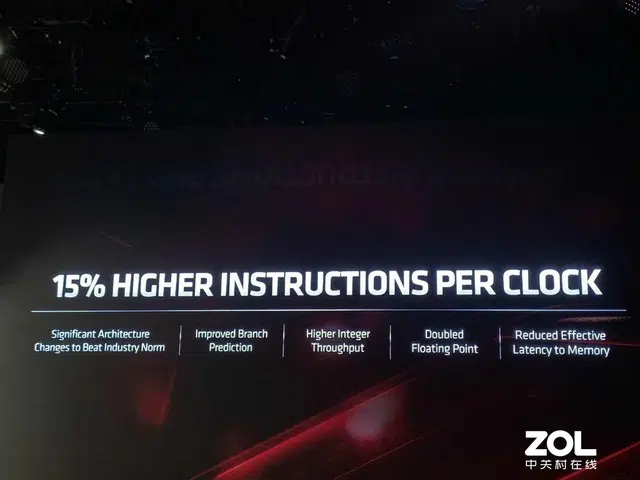 15% HIGHER INSTRUCTIONS PER CLOCK
Significant Architecture
Changes to Beat Industry Norm
Improved Branch
Prediction
Higher Integer
Throughput
Doubled
Floating Point
Reduced Effective
Latency to Memory
ZOL
中关村在线